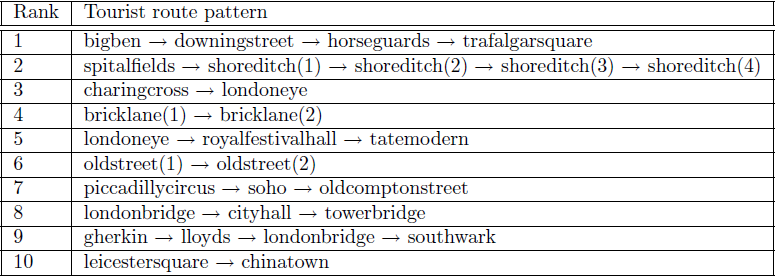 Rank Tourist route pattern
1 bigben → downingstreet → horseguards → trafalgarsquare
2 spitalfields → shoreditch(1) → shoreditch(2) → shoreditch(3) → shoreditch(4)
3 charingcross → londoneye
4 bricklane(1) → bricklane(2)
5 londoneye → royalfestivalhall → tatemodern
6 oldstreet(1) → oldstreet(2)
7 piccadillycircus → soho → oldcomptonstreet
8 londonbridge → cityhall → towerbridge
9 gherkin → lloyds → londonbridge → southwark
10 leicestersquare → chinatown